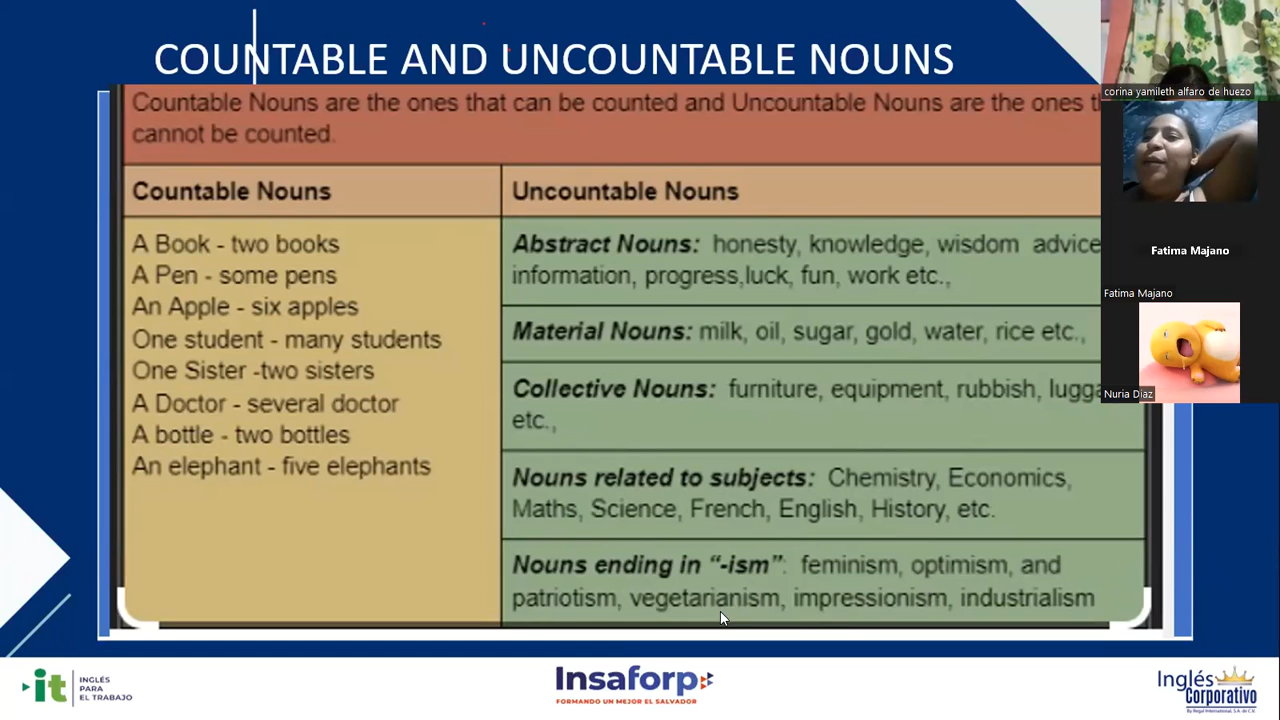 COUNTABLE AND UNCOUNTABLE NOUNS
Countable Nouns are the ones that can be counted and Uncountable Nouns are the ones
cannot be counted.
Countable Nouns
A Book - two books
A Pen - some pens
An Apple - six apples
One student - many students
One Sister -two sisters
A Doctor - several doctor
A bottle - two bottles
An elephant - five elephants
Uncountable Nouns
Abstract Nouns: honesty, knowledge, wisdom advice
information, progress,luck, fun, work etc.,
Material Nouns: milk, oil, sugar, gold, water, rice etc.,
Collective Nouns: furniture, equipment, rubbish,
etc.,
Nouns related to subjects: Chemistry, Economics,
Maths, Science, French, English, History, etc.
Nouns ending in “-ism”: feminism, optimism, and
patriotism, vegetarianism, impressionism, industrialism
corina yamileth alfaro de huezo
Fatima Majano
Fatima Majano
Nuria Diaz
it
INGLÉS
PARA
EL TRABAJO
Insaforp
FORMANDO UN MEJOR EL SALVADOR
Inglés
Corporativo
By Regal International, S.A. de C.V.